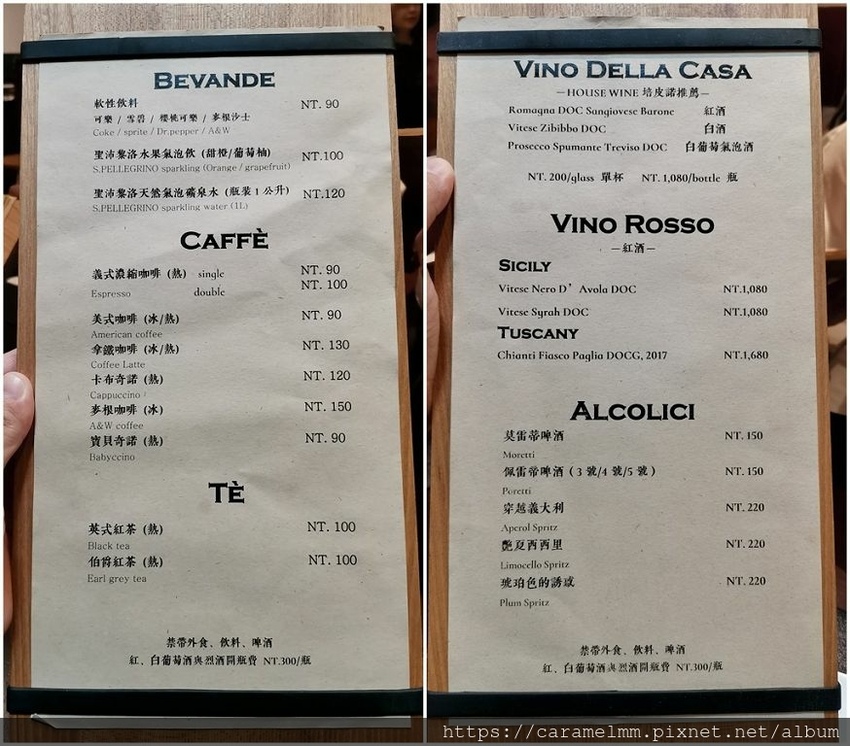 BEVANDE
軟性飲料 NT. 90
可樂 / 雪碧 / 櫻桃可樂 / 麥根沙士
Coke / sprite / Dr.pepper / A&W
聖沛黎洛水果氣泡飲 (甜橙/葡萄柚) NT.100
S.PELLEGRINO sparkling (Orange / grapefruit)
聖沛黎洛天然氣泡礦泉水 (瓶裝 1 公升) NT.120
S.PELLEGRINO sparkling water (1L)
CAFFÈ
義式濃縮咖啡 (熱) single NT. 90
Espresso double NT. 100
美式咖啡 (冰/熱) NT. 90
American coffee
拿鐵咖啡 (冰/熱) NT. 130
Coffee Latte
卡布奇諾 (熱) NT. 120
Cappuccino
麥根咖啡 (冰) NT. 150
A&W coffee
寶貝奇諾 (熱) NT. 90
Babyccino
TÈ
英式紅茶 (熱) NT. 100
Black tea
伯爵紅茶 (熱) NT. 100
Earl grey tea
禁帶外食、飲料、啤酒
紅、白葡萄酒與烈酒開瓶費 NT.300/瓶
VINO DELLA CASA
—HOUSE WINE 培皮諾推薦—
Romagna DOC Sangiovese Barone 紅酒
Vitese Zibibbo DOC 白酒
Prosecco Spumante Treviso DOC 白葡萄氣泡酒
NT. 200/glass 單杯 NT. 1,080/bottle 瓶
VINO ROSSO
—紅酒—
SICILY
Vitese Nero D' Avola DOC NT.1,080
Vitese Syrah DOC NT.1,080
TUSCANY
Chianti Fiasco Paglia DOCG, 2017 NT.1,680
ALCOLICI
莫雷蒂啤酒 NT. 150
Moretti
佩雷蒂啤酒 ( 3 號/4 號/5 號 ) NT. 150
Poretti
穿越義大利 NT. 220
Aperol Spritz
艷夏西西里 NT. 220
Limocello Spritz
琥珀色的誘惑 NT. 220
Plum Spritz
禁帶外食、飲料、啤酒
紅、白葡萄酒與烈酒開瓶費 NT.300/瓶
https://caramelmm.pixnet.net/album